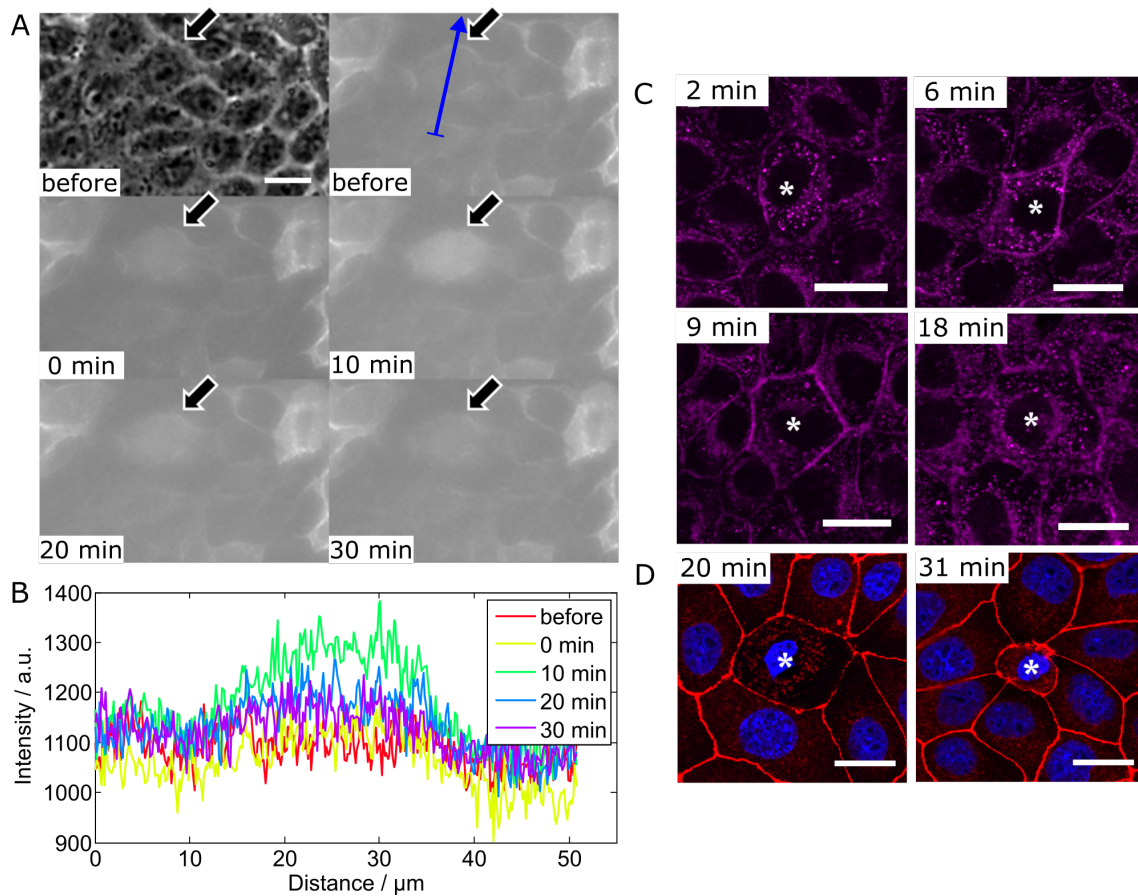 A
before
before
0 min
10 min
20 min
30 min
B
1400
1300
1200
1100
1000
900
Intensity / a.u.
before
0 min
10 min
20 min
30 min
0
10
20
30
40
50
Distance / µm
C
2 min
6 min
*
*
9 min
18 min
*
*
D
20 min
31 min
*
*